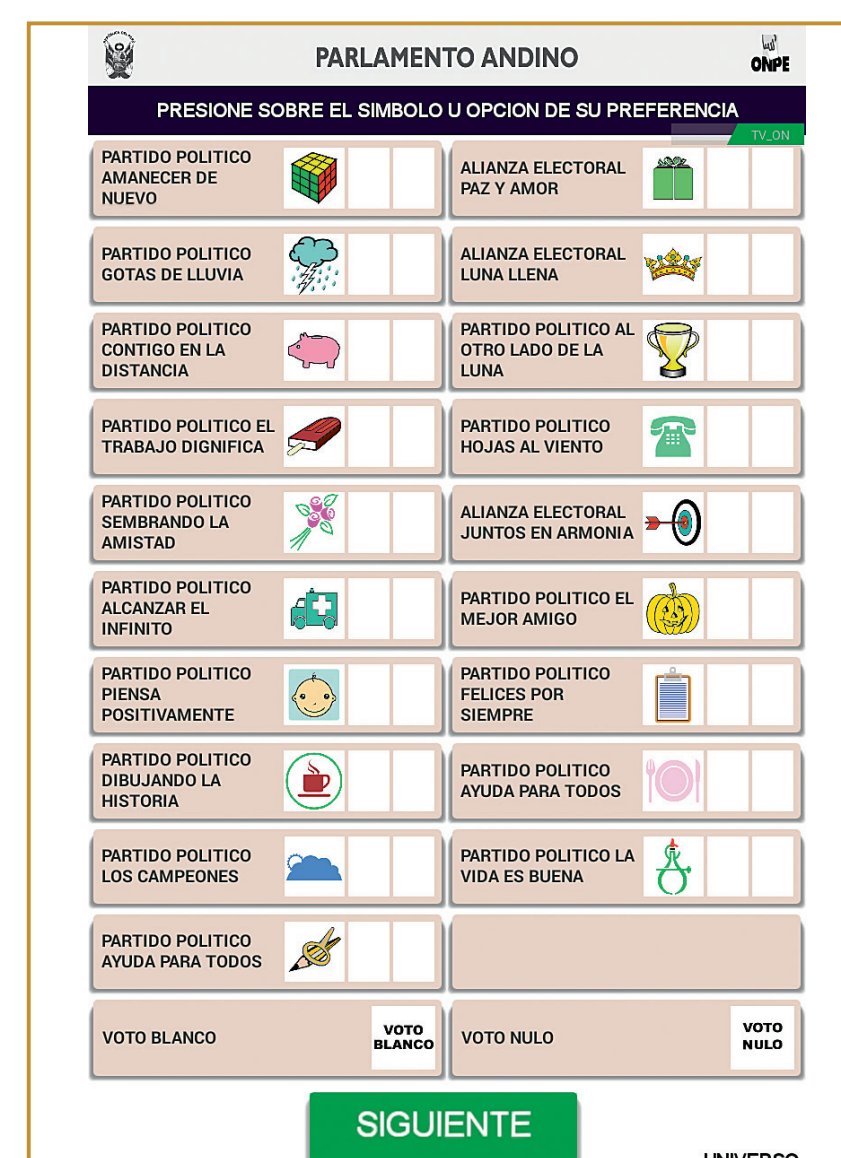 PARLAMENTO ANDINO
ONPE
PRESIONE SOBRE EL SIMBOLO U OPCION DE SU PREFERENCIA
TV_ON
PARTIDO POLITICO
AMANECER DE
NUEVO
ALIANZA ELECTORAL
PAZ Y AMOR
PARTIDO POLITICO
GOTAS DE LLUVIA
ALIANZA ELECTORAL
LUNA LLENA
PARTIDO POLITICO
CONTIGO EN LA
DISTANCIA
PARTIDO POLITICO AL
OTRO LADO DE LA
LUNA
PARTIDO POLITICO EL
TRABAJO DIGNIFICA
PARTIDO POLITICO
HOJAS AL VIENTO
PARTIDO POLITICO
SEMBRANDO LA
AMISTAD
ALIANZA ELECTORAL
JUNTOS EN ARMONIA
PARTIDO POLITICO
ALCANZAR EL
INFINITO
PARTIDO POLITICO EL
MEJOR AMIGO
PARTIDO POLITICO
PIENSA
POSITIVAMENTE
PARTIDO POLITICO
FELICES POR
SIEMPRE
PARTIDO POLITICO
DIBUJANDO LA
HISTORIA
PARTIDO POLITICO
AYUDA PARA TODOS
PARTIDO POLITICO
LOS CAMPEONES
PARTIDO POLITICO LA
VIDA ES BUENA
PARTIDO POLITICO
AYUDA PARA TODOS
VOTO BLANCO
VOTO
BLANCO
VOTO NULO
VOTO
NULO
SIGUIENTE
UNIVERSO